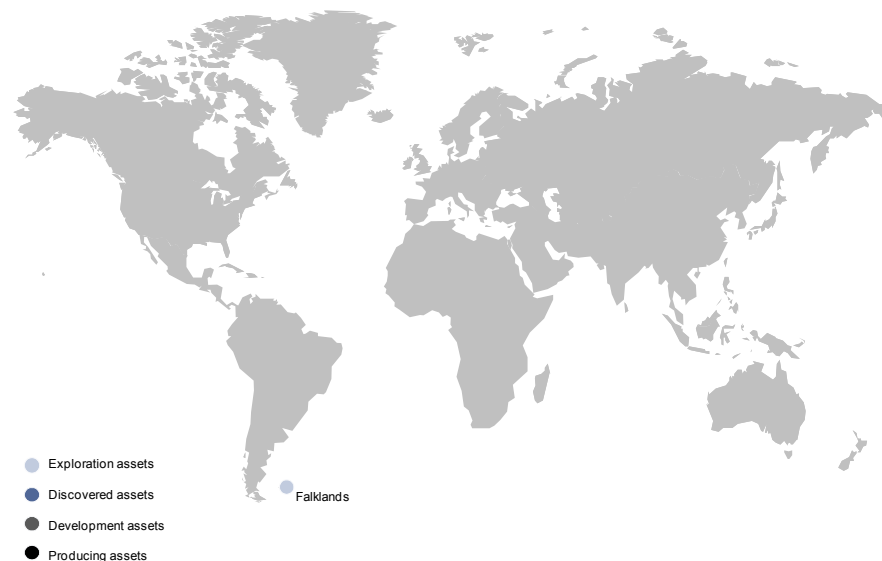 Exploration assets
Discovered assets
Falklands
Development assets
Producing assets